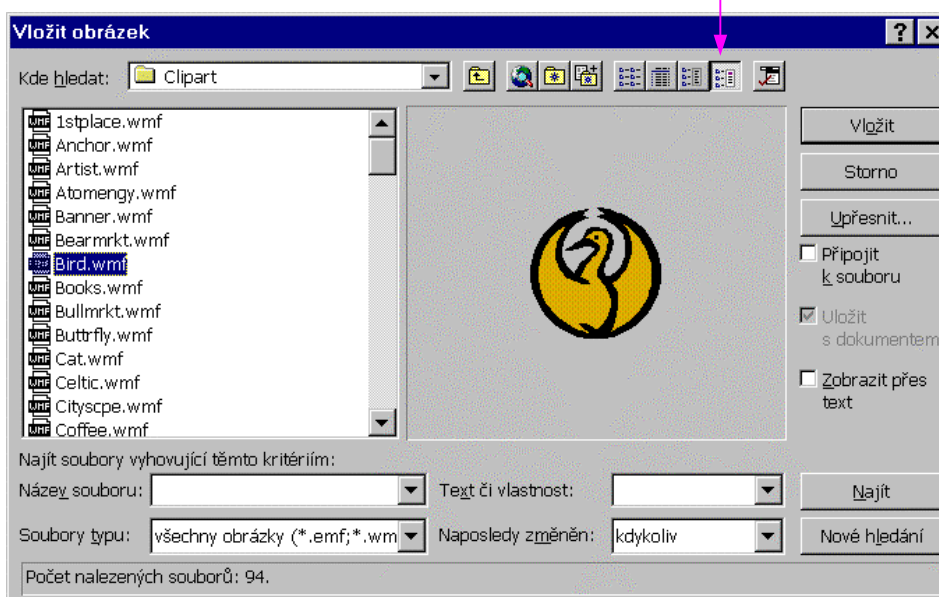 Vložit obrázek
Kde hledat: Clipart
1stplace.wmf
Anchor.wmf
Artist.wmf
Atomengy.wmf
Banner.wmf
Bearmrkt.wmf
Bird.wmf
Books.wmf
Bullmrkt.wmf
Buttrfly.wmf
Cat.wmf
Celtic.wmf
Cityscpe.wmf
Coffee.wmf
Vložit
Storno
Upřesnit...
Připojit
k souboru
Uložit
s dokumentem
Zobrazit přes
text
Najít soubory vyhovující těmto kritériím:
Název souboru: Text či vlastnost: Najít
Soubory typu: všechny obrázky (*.emf;*.wm Naposledy změněn: kdykoliv Nové hledání
Počet nalezených souborů: 94.